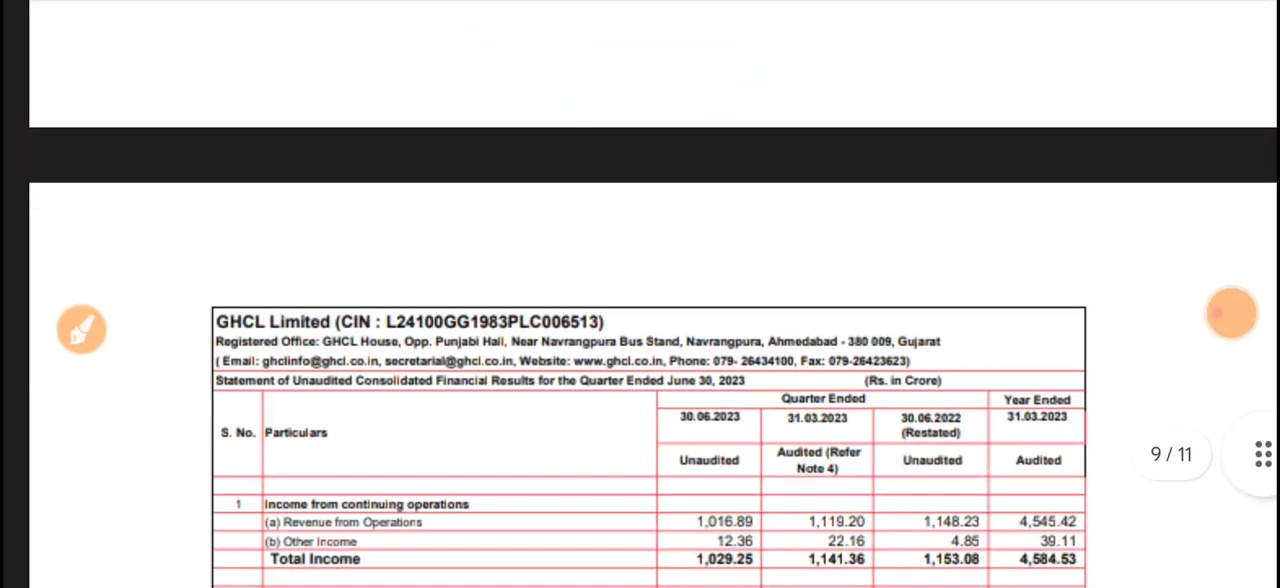 GHCL Limited (CIN : L24100GG1983PLC006513)
Registered Office: GHCL House, Opp. Punjabi Hall, Near Navrangpura Bus Stand, Navrangpura, Ahmedabad - 380 009, Gujarat
( Email: ghclinfo@ghcl.co.in, secretarial@ghcl.co.in, Website: www.ghcl.co.in, Phone: 079- 26434100, Fax: 079-26423623)
Statement of Unaudited Consolidated Financial Results for the Quarter Ended June 30, 2023 (Rs. in Crore)
Quarter Ended Year Ended
S. No. Particulars 30.06.2023 31.03.2023 30.06.2022 (Restated) 31.03.2023
Unaudited Audited (Refer Note 4) Unaudited Audited
1 Income from continuing operations
(a) Revenue from Operations 1,016.89 1,119.20 1,148.23 4,545.42
(b) Other Income 12.36 22.16 4.85 39.11
Total Income 1,029.25 1,141.36 1,153.08 4,584.53
9 / 11